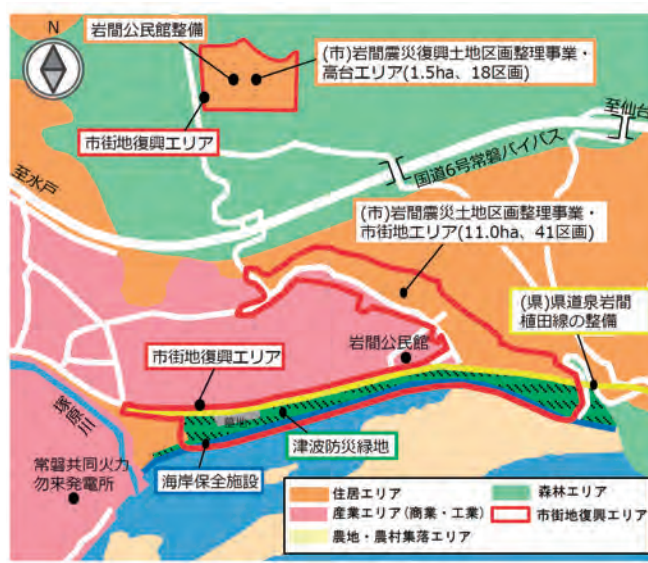 N
岩間公民館整備
(市)岩間震災復興土地区画整理事業・
高台エリア(1.5ha、18区画)
市街地復興エリア
至仙台
国道6号常磐バイパス
至水戸
(市)岩間震災土地区画整理事業・
市街地エリア(11.0ha、41区画)
(県)県道泉岩間
植田線の整備
岩間公民館
市街地復興エリア
塚原川
墓地
津波防災緑地
海岸保全施設
常磐共同火力
勿来発電所
住居エリア
森林エリア
産業エリア(商業・工業)
市街地復興エリア
農地・農村集落エリア